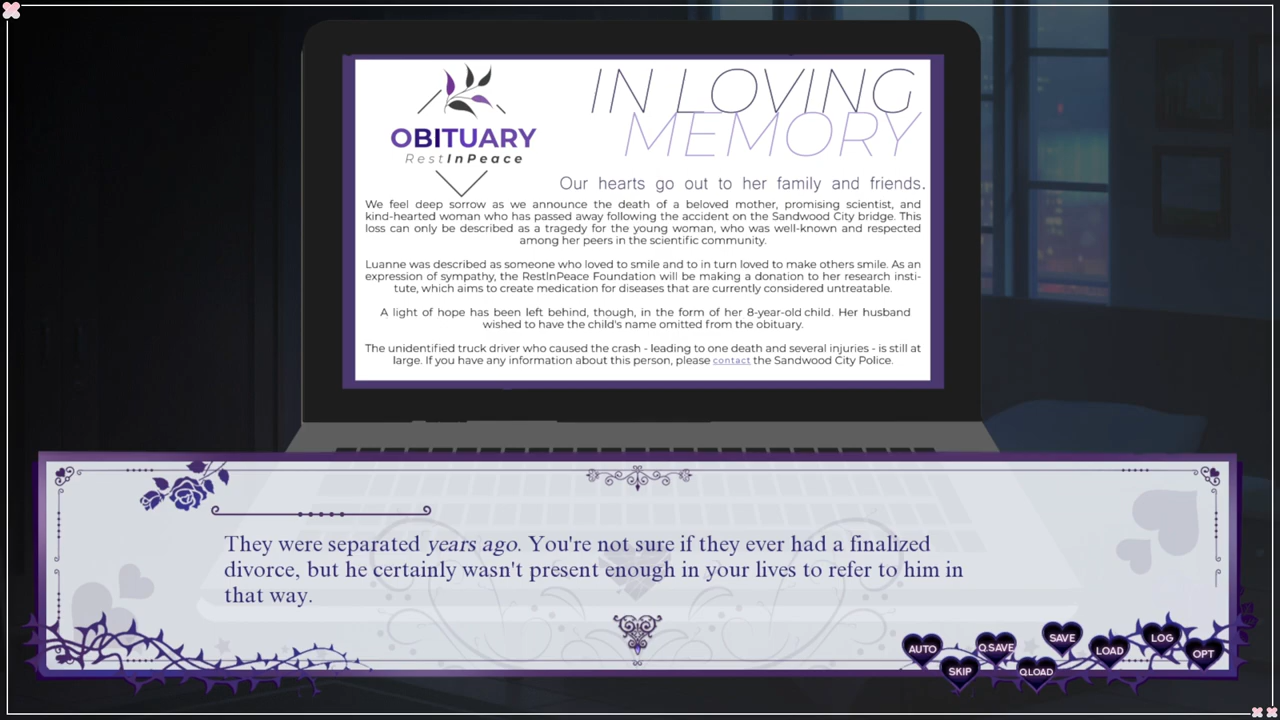 OBITUARY
RestInPeace
IN LOVING
MEMORY
Our hearts go out to her family and friends.
We feel deep sorrow as we announce the death of a beloved mother, promising scientist, and
kind-hearted woman who has passed away following the accident on the Sandwood City bridge. This
loss can only be described as a tragedy for the young woman, who was well-known and respected
among her peers in the scientific community.
Luanne was described as someone who loved to smile and to in turn loved to make others smile. As an
expression of sympathy, the RestInPeace Foundation will be making a donation to her research insti-
tute, which aims to create medication for diseases that are currently considered untreatable.
A light of hope has been left behind, though, in the form of her 8-year-old child. Her husband
wished to have the child's name omitted from the obituary.
The unidentified truck driver who caused the crash - leading to one death and several injuries - is still at
large. If you have any information about this person, please contact the Sandwood City Police.
They were separated years ago. You're not sure if they ever had a finalized
divorce, but he certainly wasn't present enough in your lives to refer to him in
that way.
AUTO
SKIP
Q.SAVE
QLOAD
SAVE
LOAD
LOG
OPT